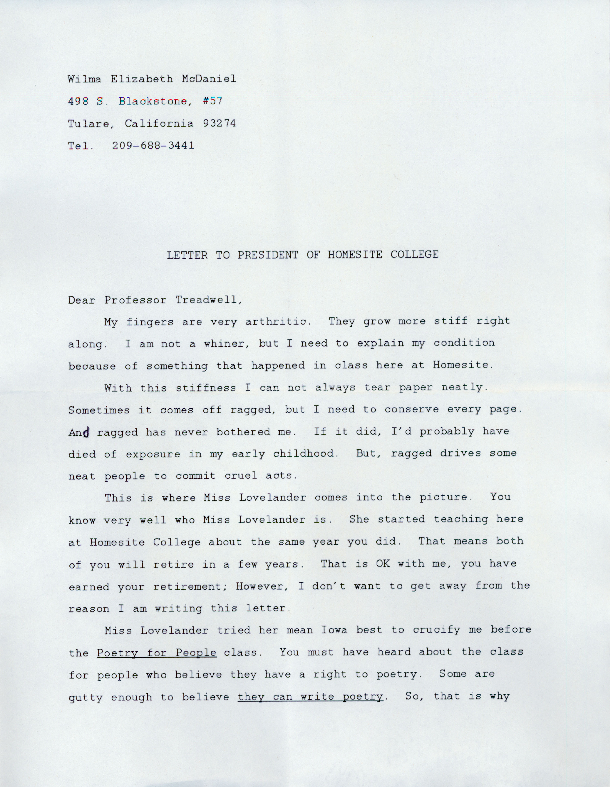 Wilma Elizabeth McDaniel
498 S. Blackstone, #57
Tulare, California 93274
Tel. 209-688-3441
LETTER TO PRESIDENT OF HOMESITE COLLEGE
Dear Professor Treadwell,
My fingers are very arthritic. They grow more stiff right
along. I am not a whiner, but I need to explain my condition
because of something that happened in class here at Homesite.
With this stiffness I can not always tear paper neatly.
Sometimes it comes off ragged, but I need to conserve every page.
And ragged has never bothered me. If it did, I'd probably have
died of exposure in my early childhood. But, ragged drives some
neat people to commit cruel acts.
This is where Miss Lovelander comes into the picture. You
know very well who Miss Lovelander is. She started teaching here
at Homesite College about the same year you did. That means both
of you will retire in a few years. That is OK with me, you have
earned your retirement; However, I don't want to get away from the
reason I am writing this letter.
Miss Lovelander tried her mean Iowa best to crucify me before
the Poetry for People class. You must have heard about the class
for people who believe they have a right to poetry. Some are
gutty enough to believe they can write poetry. So, that is why